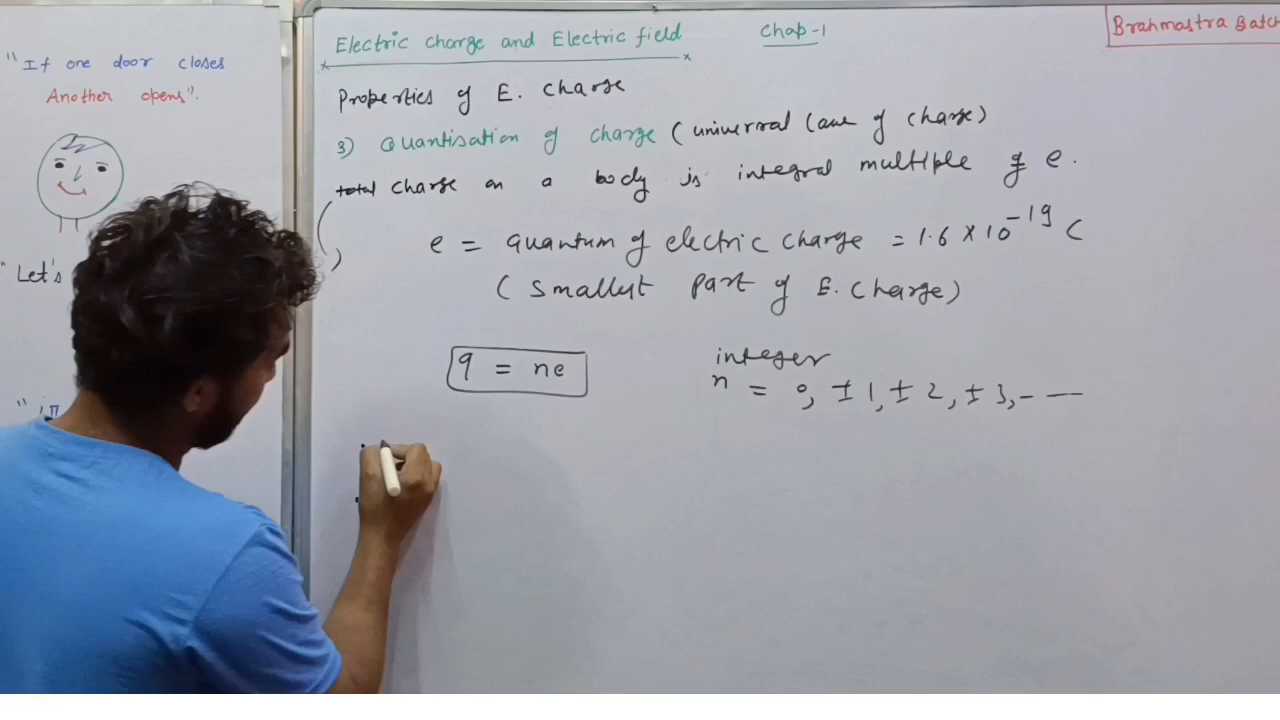 "If one door closes
Another opens".
"Let's
Electric charge and Electric field
Chap-1
Brahmastra Batch
Properties of E. charge
3) Quantisation of charge (universal law of charge)
total charge on a body is integral multiple of e.
e = quantum of electric charge = 1.6 × 10⁻¹⁹ C
( Smallest part of E. charge)
q = ne
integer
n = 0, ± 1, ± 2, ± 3, - —